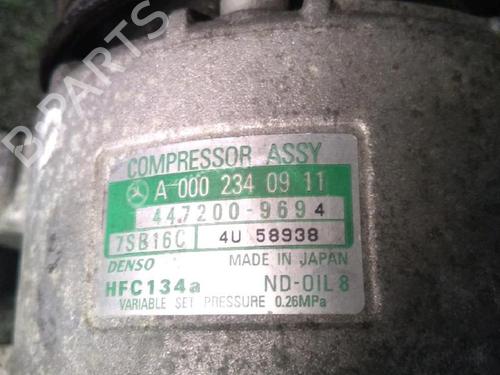 BPARTS
COMPRESSOR ASSY
A 000 234 09 11
447200-9694
7SB16C 4U 58938
DENSO MADE IN JAPAN
HFC134a ND-OIL 8
VARIABLE SET PRESSURE 0.26MPa